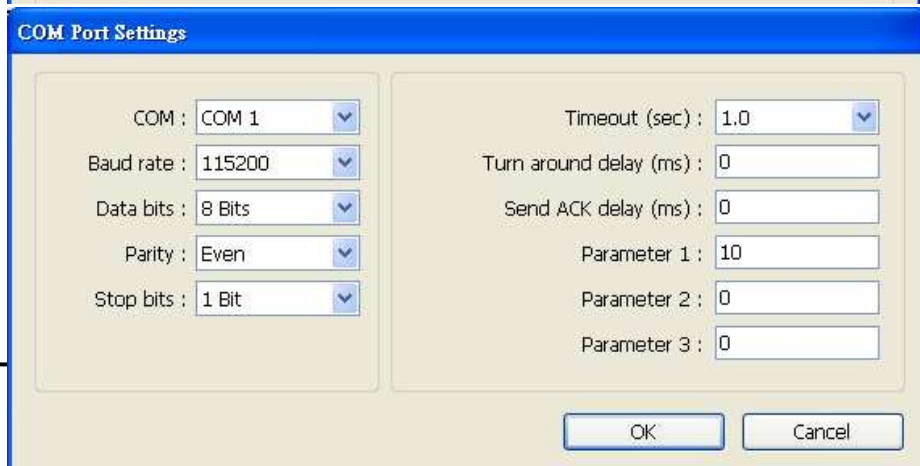 COM Port Settings
COM : COM 1
Baud rate : 115200
Data bits : 8 Bits
Parity : Even
Stop bits : 1 Bit
Timeout (sec) : 1.0
Turn around delay (ms) : 0
Send ACK delay (ms) : 0
Parameter 1 : 10
Parameter 2 : 0
Parameter 3 : 0
OK
Cancel